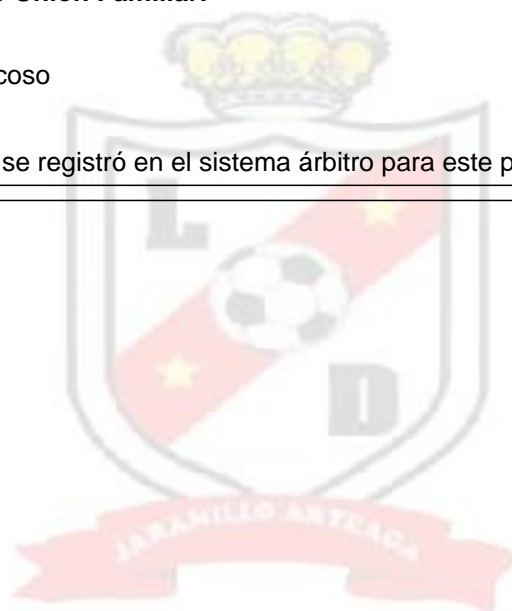 Unión Familiar:
coso
se registró en el sistema árbitro para este p
L
D
JARAMILLO ARTEAGA